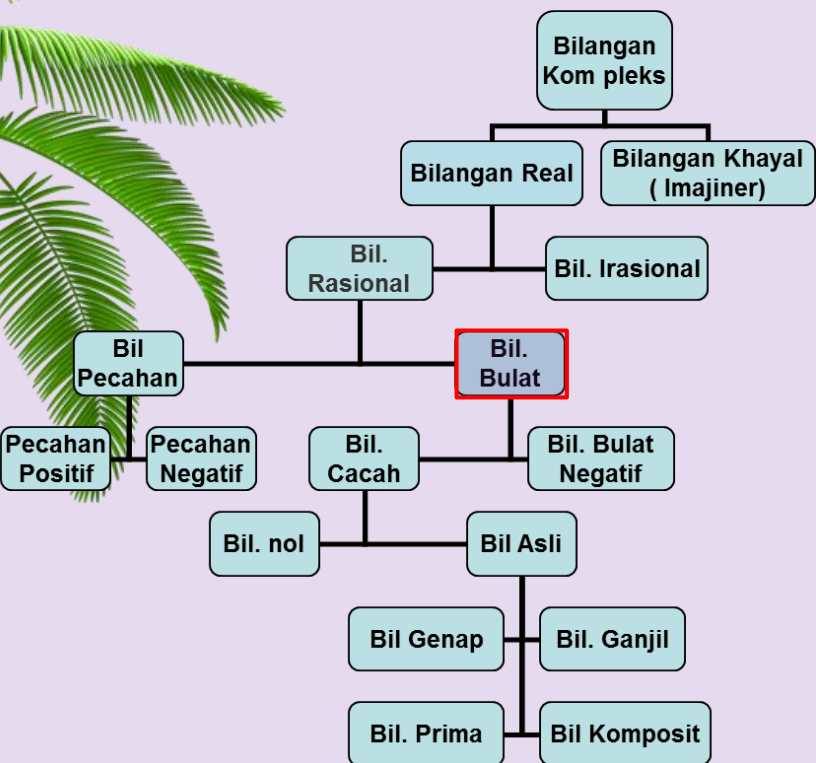 Bilangan
Kom pleks
Bilangan Real
Bilangan Khayal
( Imajiner)
Bil.
Rasional
Bil. Irasional
Bil
Pecahan
Bil.
Bulat
Pecahan
Positif
Pecahan
Negatif
Bil.
Cacah
Bil. Bulat
Negatif
Bil. nol
Bil Asli
Bil Genap
Bil. Ganjil
Bil. Prima
Bil Komposit